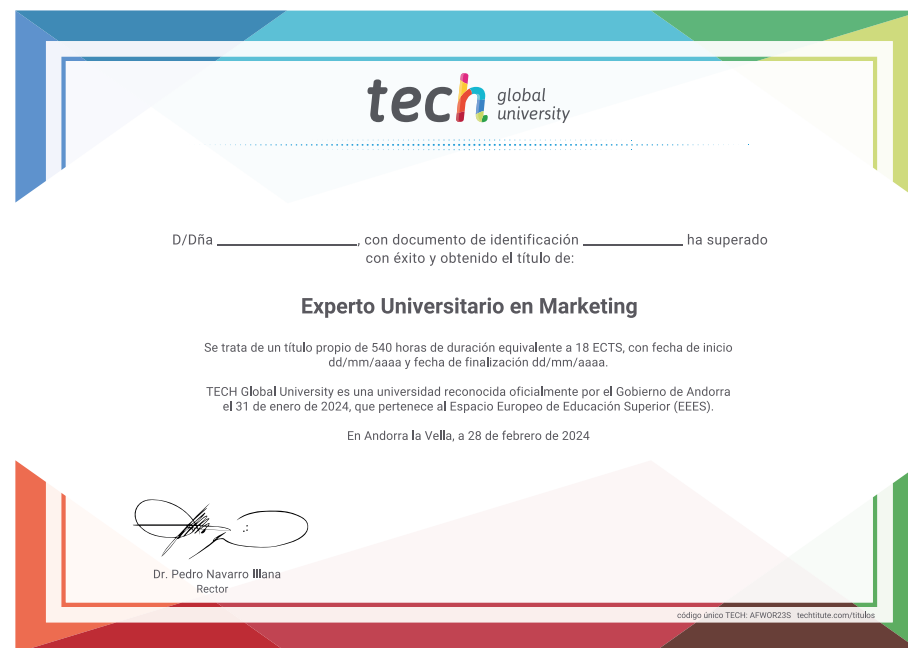 tech global university
D/Dña ____________________, con documento de identificación ______________ ha superado
con éxito y obtenido el título de:
Experto Universitario en Marketing
Se trata de un título propio de 540 horas de duración equivalente a 18 ECTS, con fecha de inicio
dd/mm/aaaa y fecha de finalización dd/mm/aaaa.
TECH Global University es una universidad reconocida oficialmente por el Gobierno de Andorra
el 31 de enero de 2024, que pertenece al Espacio Europeo de Educación Superior (EEES).
En Andorra la Vella, a 28 de febrero de 2024
Dr. Pedro Navarro Illana
Rector
código único TECH: AFWOR23S techtitute.com/titulos